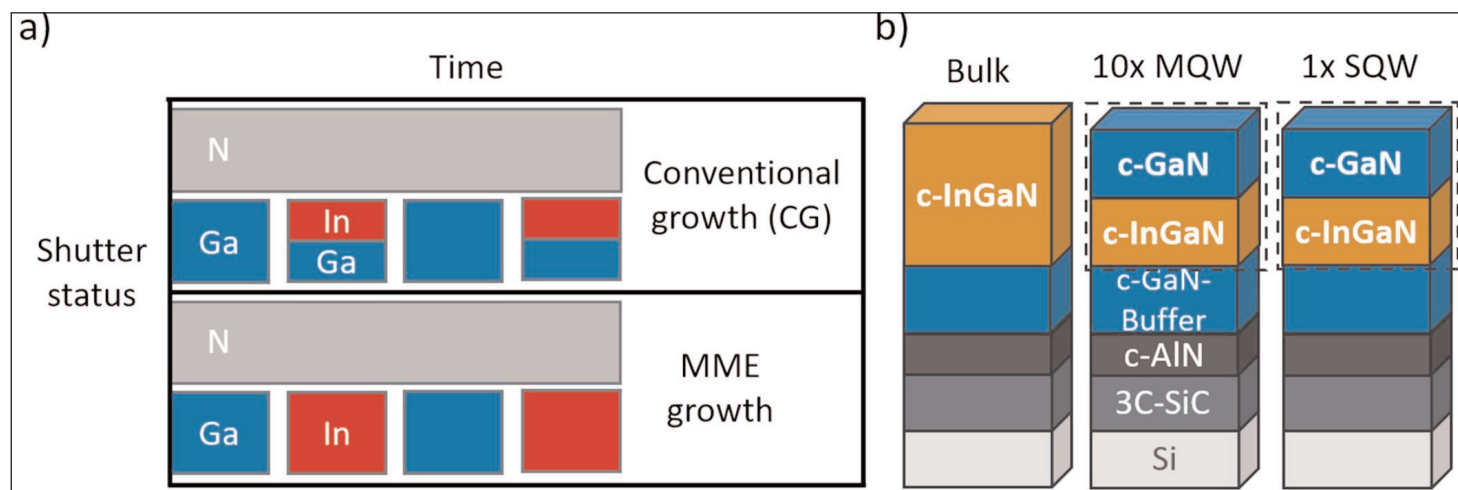 a)
Time
Shutter
status
N
Ga
In
Ga
Conventional
growth (CG)
N
Ga
In
MME
growth
b)
Bulk
10x MQW
1x SQW
c-InGaN
c-GaN
c-InGaN
c-GaN-
Buffer
c-AlN
3C-SiC
Si
c-GaN
c-InGaN